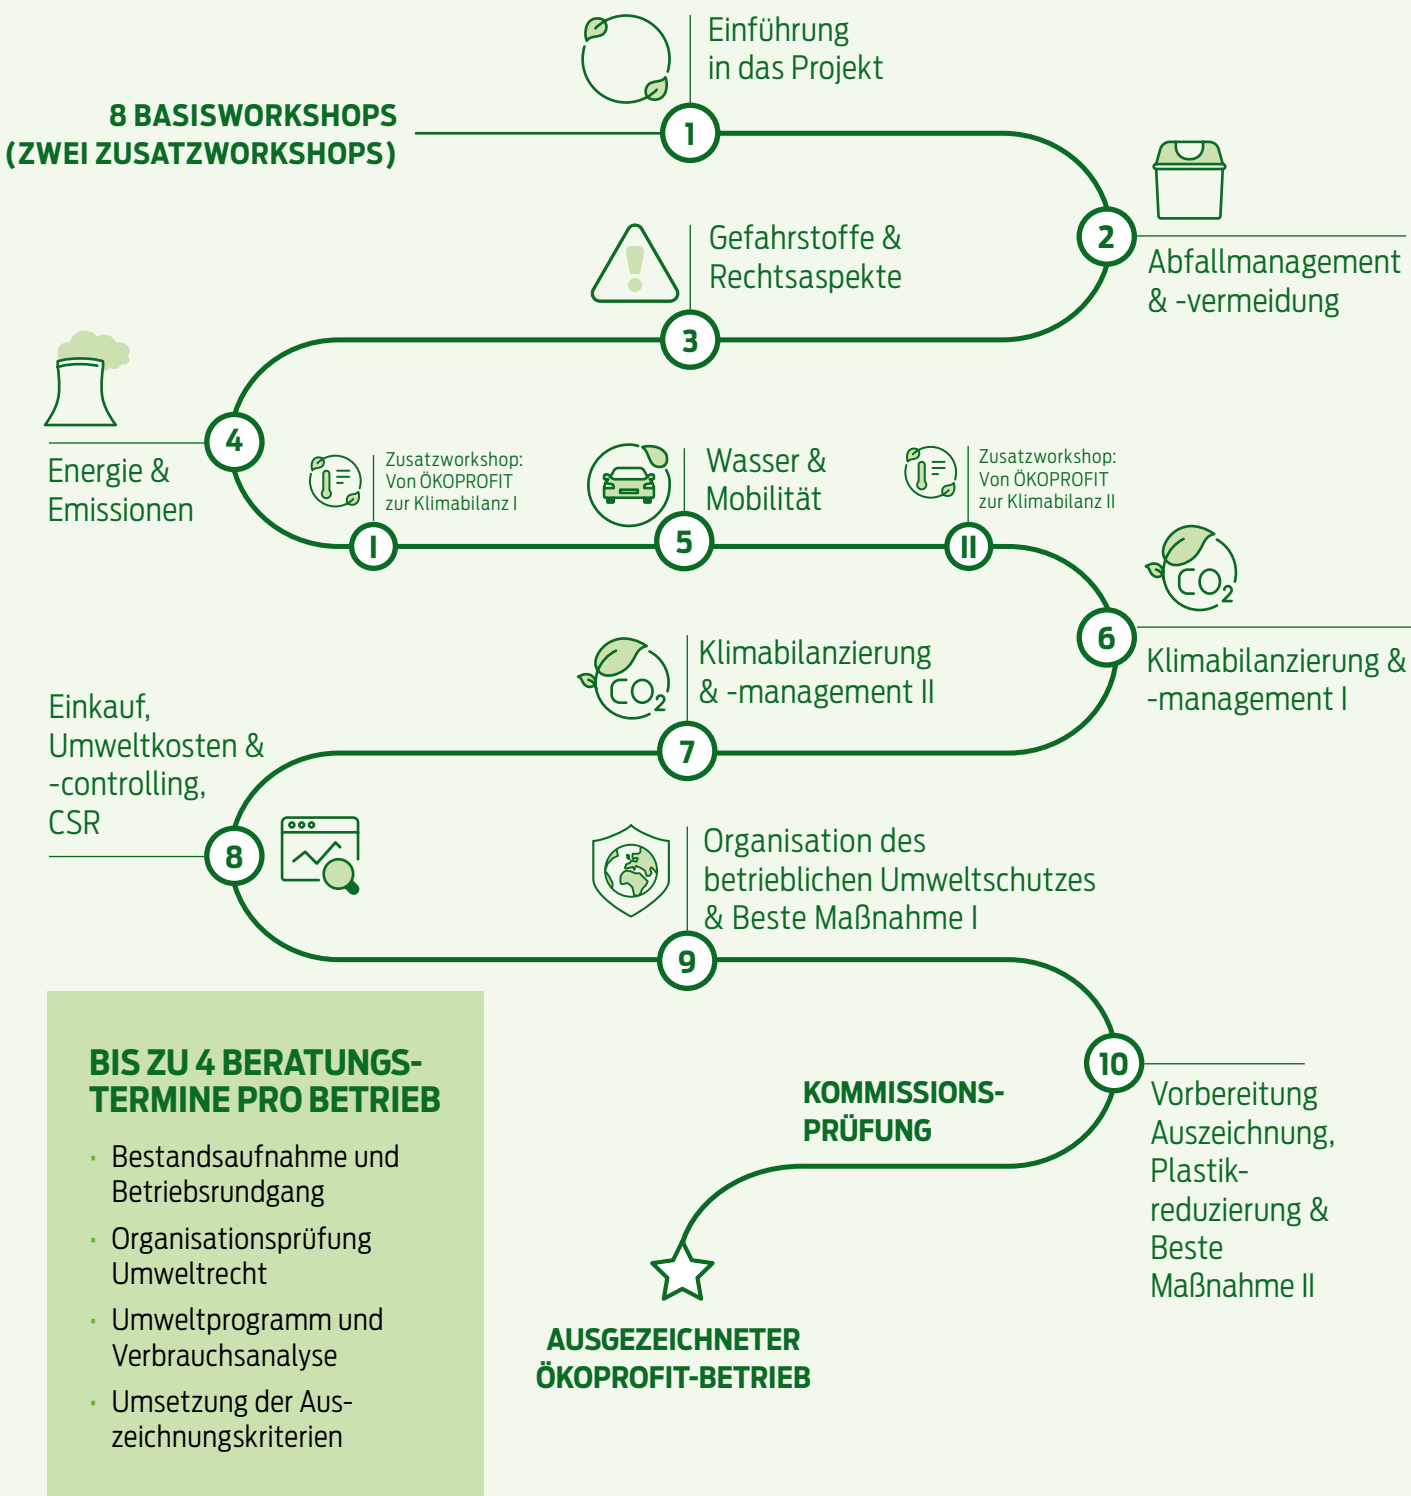 Einführung
in das Projekt
8 BASISWORKSHOPS
(ZWEI ZUSATZWORKSHOPS)
1
2
Abfallmanagement
& -vermeidung
Gefahrstoffe &
Rechtsaspekte
3
4
Energie &
Emissionen
Zusatzworkshop:
Von ÖKOPROFIT
zur Klimabilanz I
I
Wasser &
Mobilität
5
Zusatzworkshop:
Von ÖKOPROFIT
zur Klimabilanz II
II
CO2
6
Klimabilanzierung &
-management I
CO2
Klimabilanzierung
& -management II
7
Einkauf,
Umweltkosten &
-controlling,
CSR
8
Organisation des
betrieblichen Umweltschutzes
& Beste Maßnahme I
9
10
Vorbereitung
Auszeichnung,
Plastik-
reduzierung &
Beste
Maßnahme II
KOMMISSIONS-
PRÜFUNG
AUSGEZEICHNETER
ÖKOPROFIT-BETRIEB
BIS ZU 4 BERATUNGS-
TERMINE PRO BETRIEB
· Bestandsaufnahme und
Betriebsrundgang
· Organisationsprüfung
Umweltrecht
· Umweltprogramm und
Verbrauchsanalyse
· Umsetzung der Aus-
zeichnungskriterien